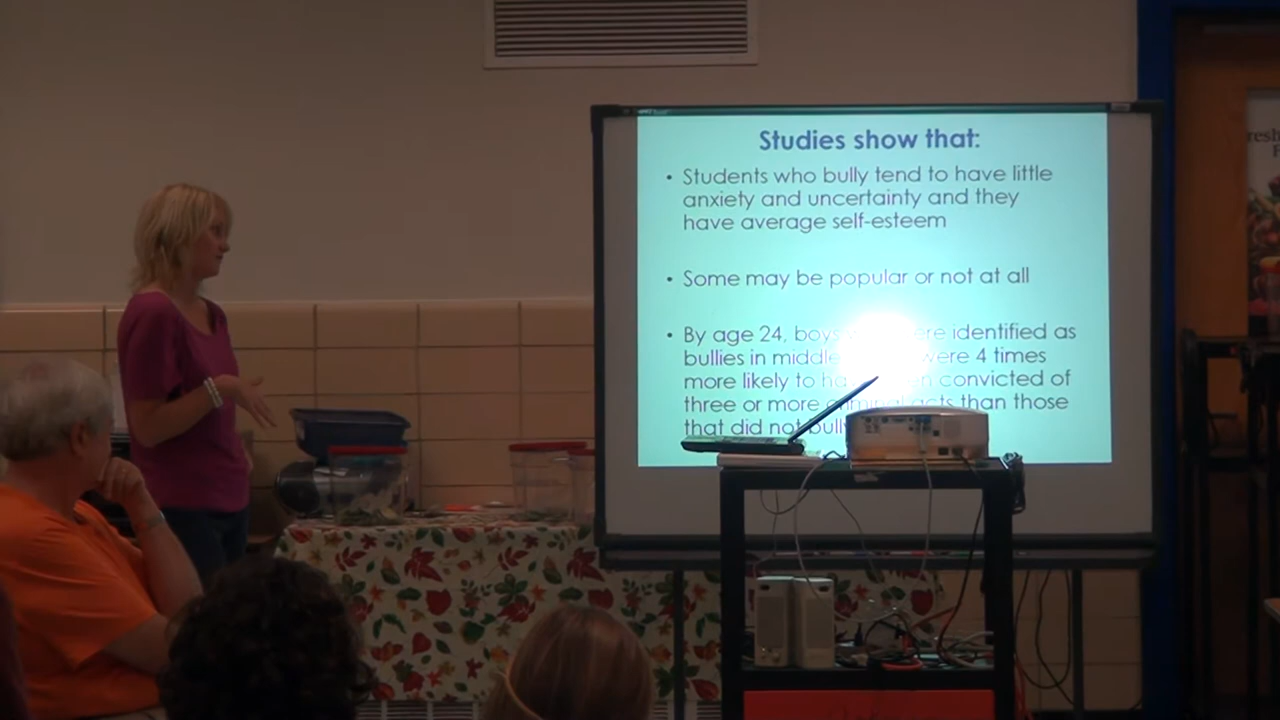 Studies show that:
• Students who bully tend to have little
anxiety and uncertainty and they
have average self-esteem
• Some may be popular or not at all
• By age 24, boys identified as
bullies in middle were 4 times
more likely to convicted of
three or more criminal acts than those
that did not bully